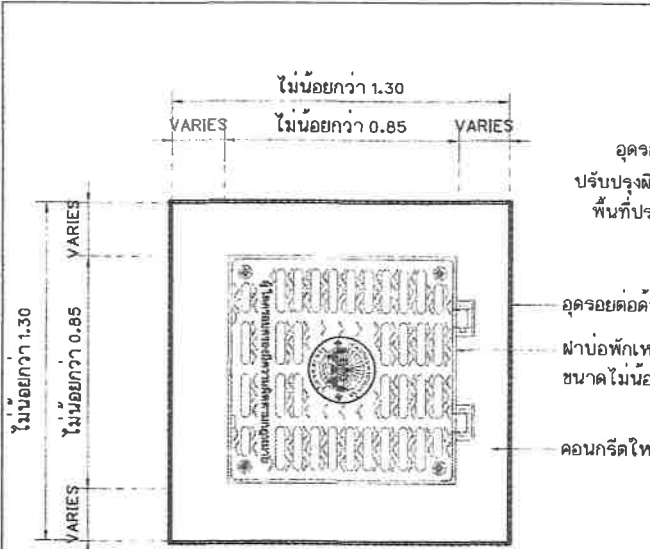 ไม่น้อยกว่า 1.30
VARIES
ไม่น้อยกว่า 0.85
VARIES
อุดรอ
ปรับปรุงผิ
พื้นที่ปร
VARIES
ไม่น้อยกว่า 1.30
ไม่น้อยกว่า 0.85
VARIES
อุดรอยต่อด้
ฝาบ่อพักเห
ขนาดไม่น้อ
คอนกรีตให